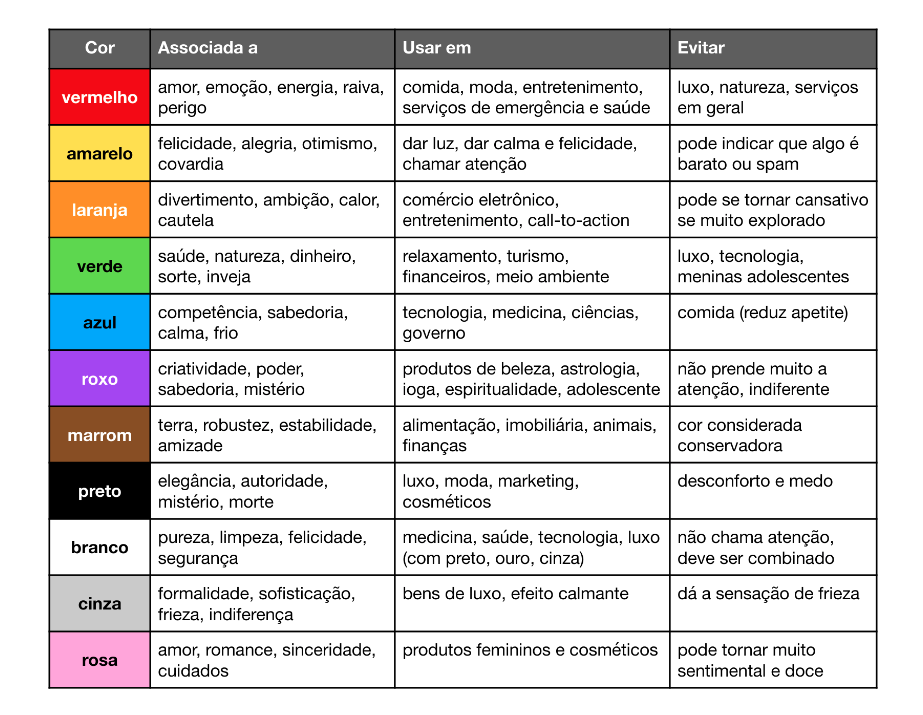 Cor Associada a Usar em Evitar
vermelho
amor, emoção, energia, raiva,
perigo
comida, moda, entretenimento,
serviços de emergência e saúde
luxo, natureza, serviços
em geral
amarelo
felicidade, alegria, otimismo,
covardia
dar luz, dar calma e felicidade,
chamar atenção
pode indicar que algo é
barato ou spam
laranja
divertimento, ambição, calor,
cautela
comércio eletrônico,
entretenimento, call-to-action
pode se tornar cansativo
se muito explorado
verde
saúde, natureza, dinheiro,
sorte, inveja
relaxamento, turismo,
financeiros, meio ambiente
luxo, tecnologia,
meninas adolescentes
azul
competência, sabedoria,
calma, frio
tecnologia, medicina, ciências,
governo
comida (reduz apetite)
roxo
criatividade, poder,
sabedoria, mistério
produtos de beleza, astrologia,
ioga, espiritualidade, adolescente
não prende muito a
atenção, indiferente
marrom
terra, robustez, estabilidade,
amizade
alimentação, imobiliária, animais,
finanças
cor considerada
conservadora
preto
elegância, autoridade,
mistério, morte
luxo, moda, marketing,
cosméticos
desconforto e medo
branco
pureza, limpeza, felicidade,
segurança
medicina, saúde, tecnologia, luxo
(com preto, ouro, cinza)
não chama atenção,
deve ser combinado
cinza
formalidade, sofisticação,
frieza, indiferença
bens de luxo, efeito calmante
dá a sensação de frieza
rosa
amor, romance, sinceridade,
cuidados
produtos femininos e cosméticos
pode tornar muito
sentimental e doce